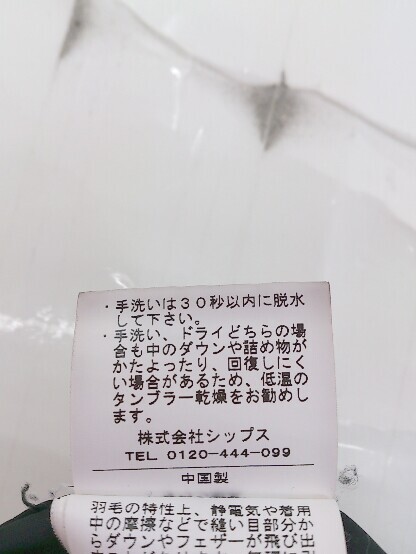 ・手洗いは３０秒以内に脱水
して下さい。
・手洗い、ドライどちらの場
合も中のダウンや詰め物が
かたよったり、回復しにく
い場合があるため、低温の
タンブラー乾燥をお勧めし
ます。
株式会社シップス
TEL 0120-444-099
中国製
羽毛の特性上、静電気や着用
中の摩擦などで縫い目部分か
らダウンやフェザーが飛び出